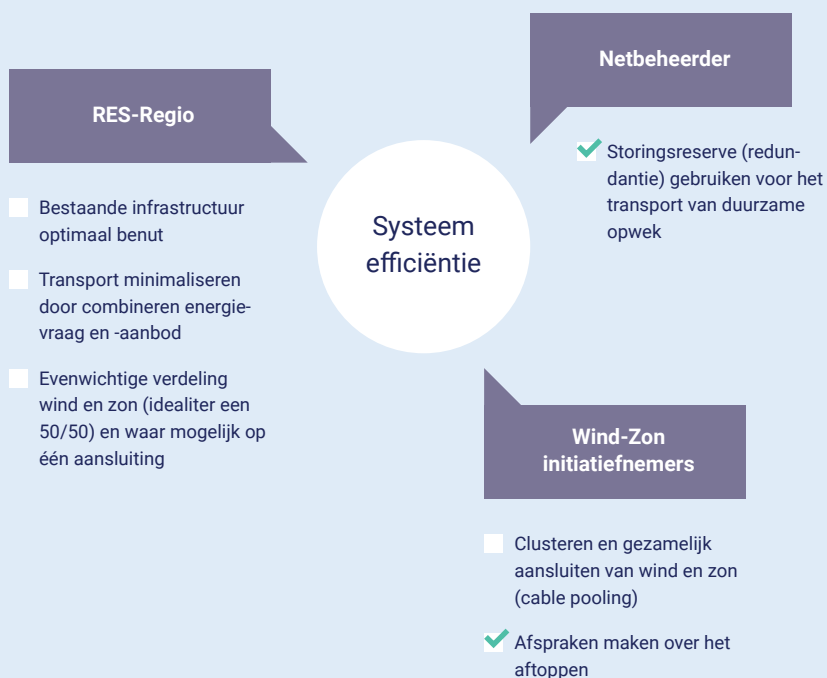 RES-Regio
Bestaande infrastructuur
optimaal benut
Transport minimaliseren
door combineren energie-
vraag en -aanbod
Evenwichtige verdeling
wind en zon (idealiter een
50/50) en waar mogelijk op
één aansluiting
Systeem
efficiëntie
Netbeheerder
Storingsreserve (redun-
dantie) gebruiken voor het
transport van duurzame
opwek
Wind-Zon
initiatiefnemers
Clusteren en gezamelijk
aansluiten van wind en zon
(cable pooling)
Afspraken maken over het
aftoppen